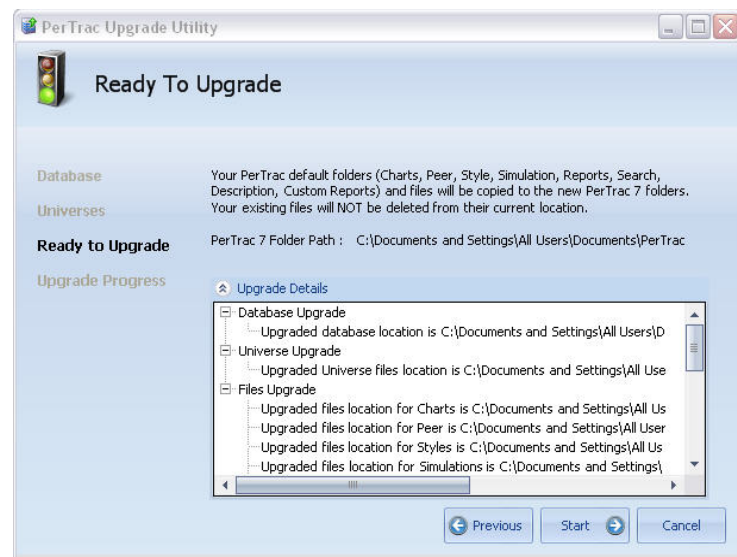 PerTrac Upgrade Utility
Ready To Upgrade
Database
Universes
Ready to Upgrade
Upgrade Progress
Your PerTrac default folders (Charts, Peer, Style, Simulation, Reports, Search,
Description, Custom Reports) and files will be copied to the new PerTrac 7 folders.
Your existing files will NOT be deleted from their current location.
PerTrac 7 Folder Path : C:\Documents and Settings\All Users\Documents\PerTrac
Upgrade Details
Database Upgrade
Upgraded database location is C:\Documents and Settings\All Users\D
Universe Upgrade
Upgraded Universe files location is C:\Documents and Settings\All Use
Files Upgrade
Upgraded files location for Charts is C:\Documents and Settings\All Us
Upgraded files location for Peer is C:\Documents and Settings\All User
Upgraded files location for Styles is C:\Documents and Settings\All Us
Upgraded files location for Simulations is C:\Documents and Settings\
Previous
Start
Cancel